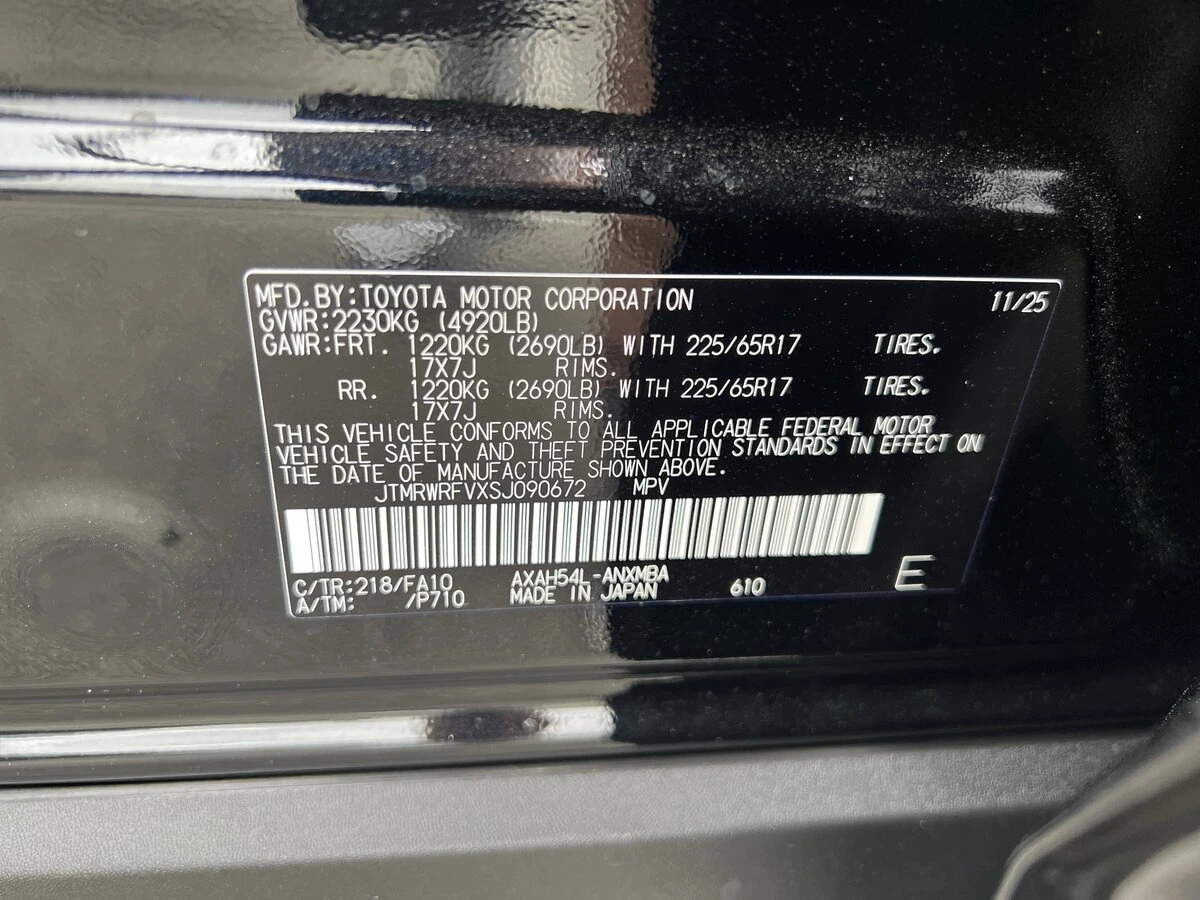 MFD.BY:TOYOTA MOTOR CORPORATION 11/25
GVWR:2230KG (4920LB)
GAWR:FRT. 1220KG (2690LB) WITH 225/65R17 TIRES.
17X7J RIMS.
RR. 1220KG (2690LB) WITH 225/65R17 TIRES.
17X7J RIMS.
THIS VEHICLE CONFORMS TO ALL APPLICABLE FEDERAL MOTOR
VEHICLE SAFETY AND THEFT PREVENTION STANDARDS IN EFFECT ON
THE DATE OF MANUFACTURE SHOWN ABOVE.
JTMRWRFVXSJ090672 MPV
C/TR:218/FA10 AXAH54L-ANXMBA 610 E
A/TM: /P710 MADE IN JAPAN